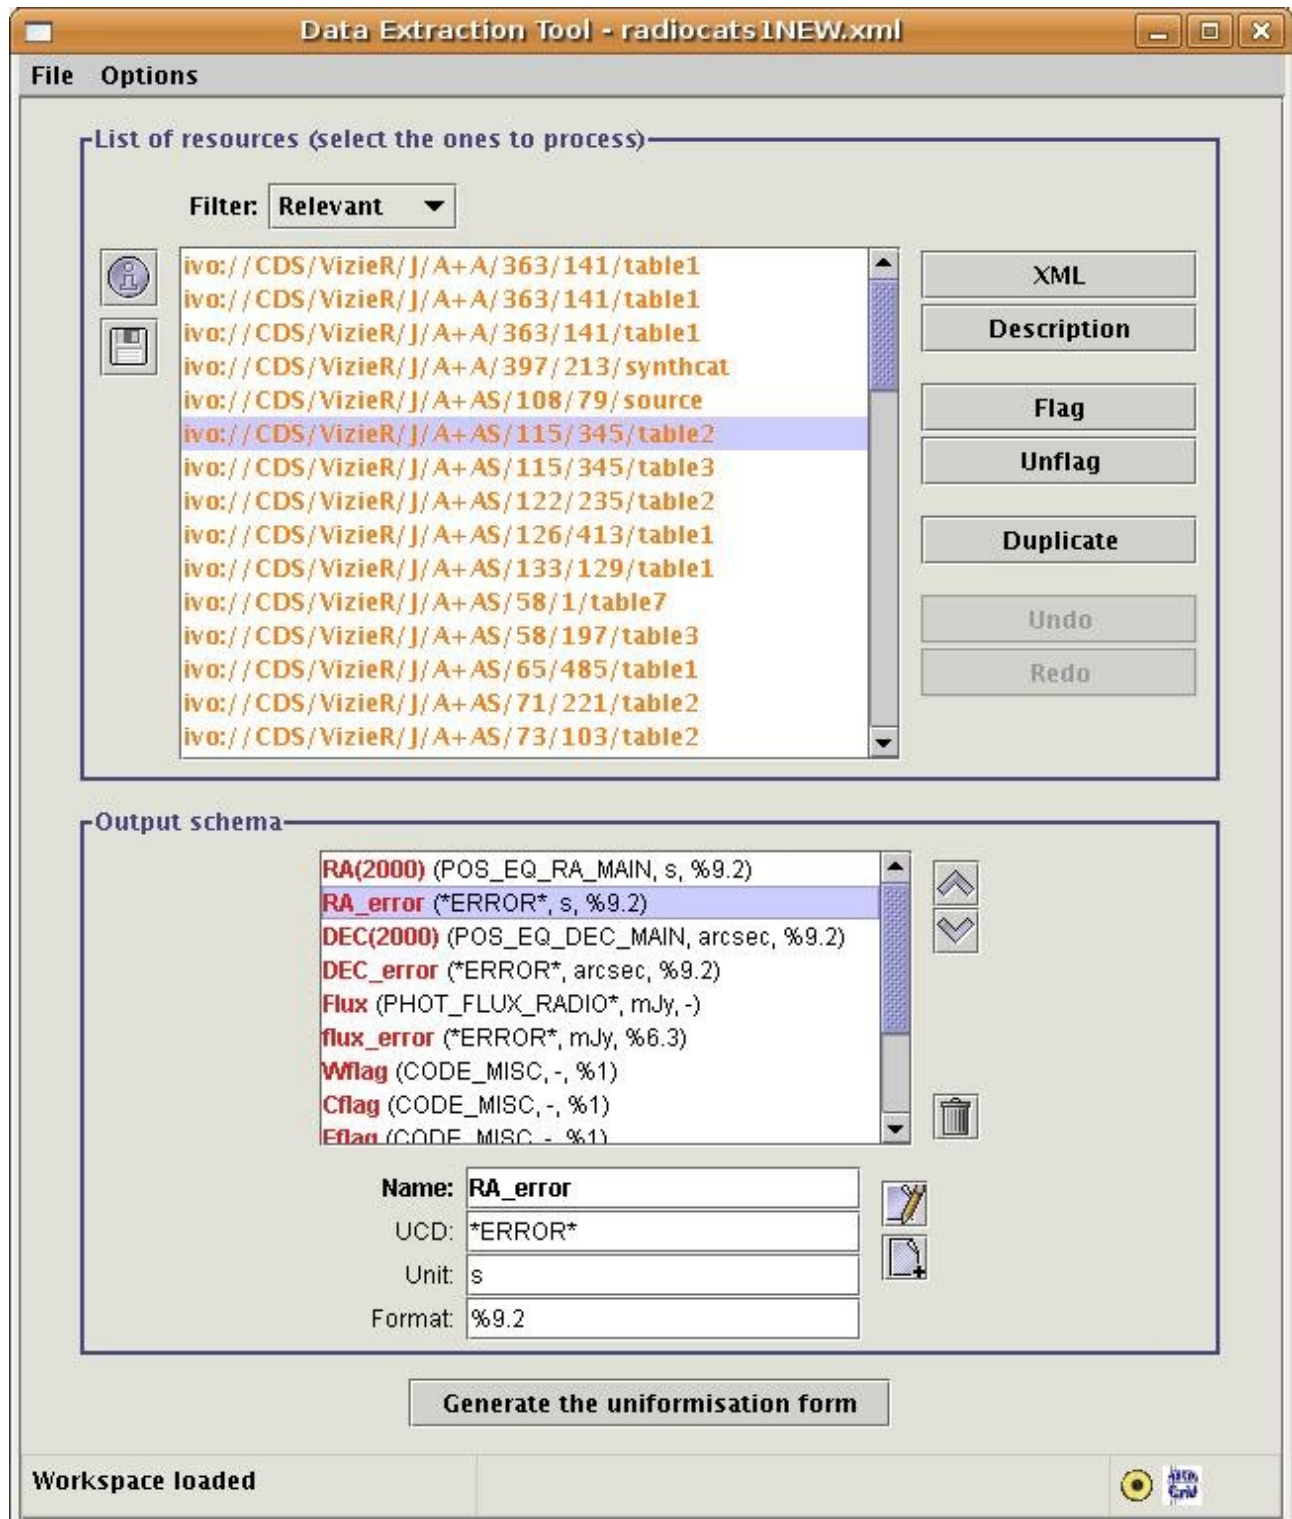 Data Extraction Tool - radiocats1NEW.xml
File Options
List of resources (select the ones to process)
Filter: Relevant
ivo://CDS/VizieR/J/A+A/363/141/table1
ivo://CDS/VizieR/J/A+A/363/141/table1
ivo://CDS/VizieR/J/A+A/363/141/table1
ivo://CDS/VizieR/J/A+A/397/213/synthcat
ivo://CDS/VizieR/J/A+AS/108/79/source
ivo://CDS/VizieR/J/A+AS/115/345/table2
ivo://CDS/VizieR/J/A+AS/115/345/table3
ivo://CDS/VizieR/J/A+AS/122/235/table2
ivo://CDS/VizieR/J/A+AS/126/413/table1
ivo://CDS/VizieR/J/A+AS/133/129/table1
ivo://CDS/VizieR/J/A+AS/58/1/table7
ivo://CDS/VizieR/J/A+AS/58/197/table3
ivo://CDS/VizieR/J/A+AS/65/485/table1
ivo://CDS/VizieR/J/A+AS/71/221/table2
ivo://CDS/VizieR/J/A+AS/73/103/table2
XML
Description
Flag
Unflag
Duplicate
Undo
Redo
Output schema
RA(2000) (POS_EQ_RA_MAIN, s, %9.2)
RA_error (*ERROR*, s, %9.2)
DEC(2000) (POS_EQ_DEC_MAIN, arcsec, %9.2)
DEC_error (*ERROR*, arcsec, %9.2)
Flux (PHOT_FLUX_RADIO*, mJy, -)
flux_error (*ERROR*, mJy, %6.3)
Wflag (CODE_MISC, -, %1)
Cflag (CODE_MISC, -, %1)
Eflag (CODE_MISC, -, %1)
Name: RA_error
UCD: *ERROR*
Unit: s
Format: %9.2
Generate the uniformisation form
Workspace loaded
Astro
Grid